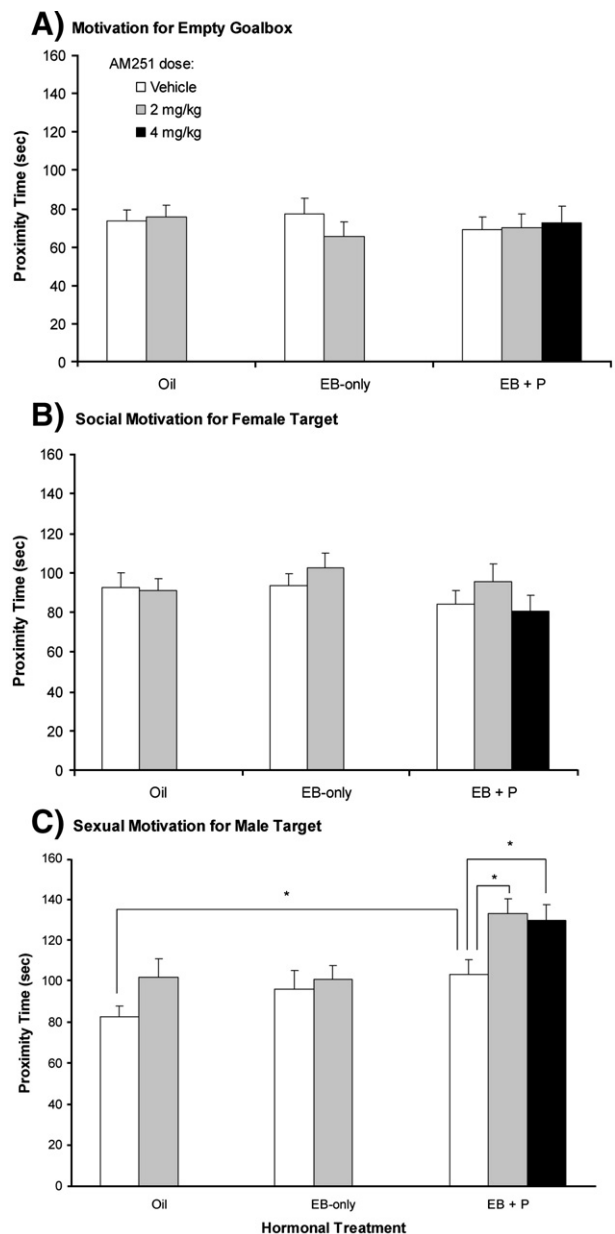 A) Motivation for Empty Goalbox
160
140
120
100
80
60
40
20
0
Proximity Time (sec)
AM251 dose:
Vehicle
2 mg/kg
4 mg/kg
Oil EB-only EB + P
B) Social Motivation for Female Target
160
140
120
100
80
60
40
20
0
Proximity Time (sec)
Oil EB-only EB + P
C) Sexual Motivation for Male Target
160
140
120
100
80
60
40
20
0
Proximity Time (sec)
*
*
*
Oil EB-only EB + P
Hormonal Treatment